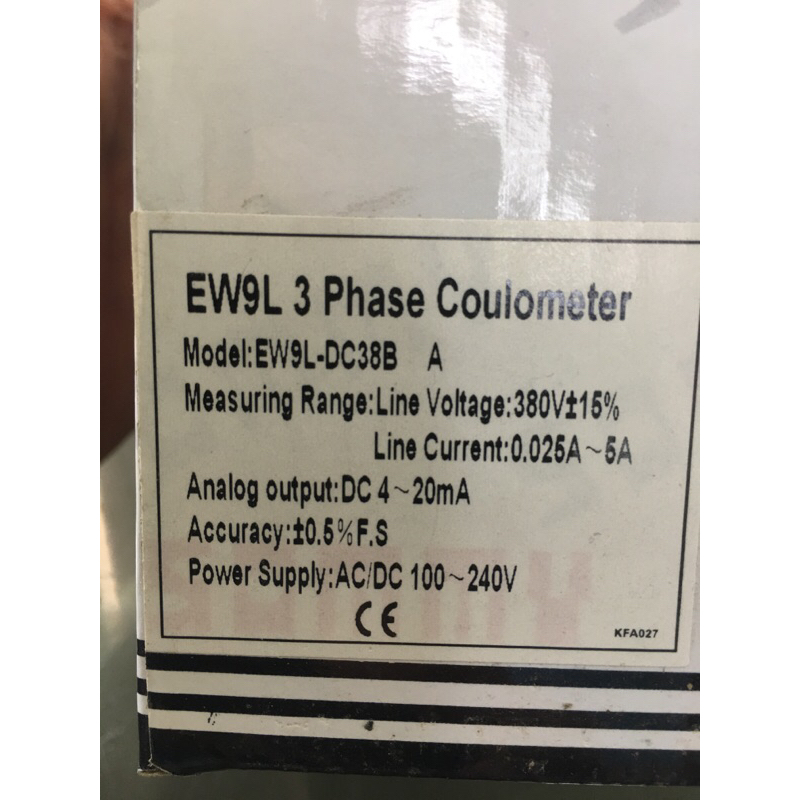 EW9L 3 Phase Coulometer
Model:EW9L-DC38B A
Measuring Range:Line Voltage:380V±15%
Line Current:0.025A~5A
Analog output:DC 4~20mA
Accuracy:±0.5%F.S
Power Supply:AC/DC 100~240V
CE
KFA027